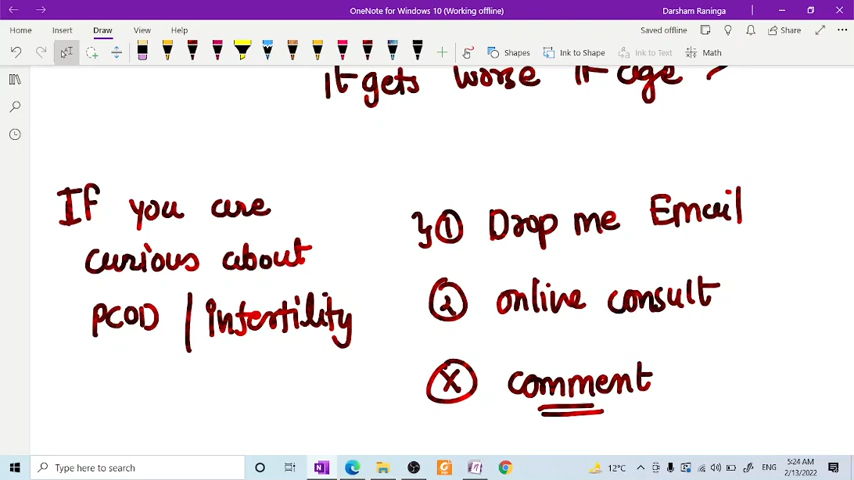 OneNote for Windows 10 (Working offline)
Darsham Raninga
Home Insert Draw View Help
Saved offline Share
Shapes Ink to Shape Ink to Text Math
it gets worse if age
If you are
curious about
PCOD / Infertility
① Drop me Email
② online consult
Ⓧ comment
Type here to search
12°C ENG
5:24 AM
2/13/2022